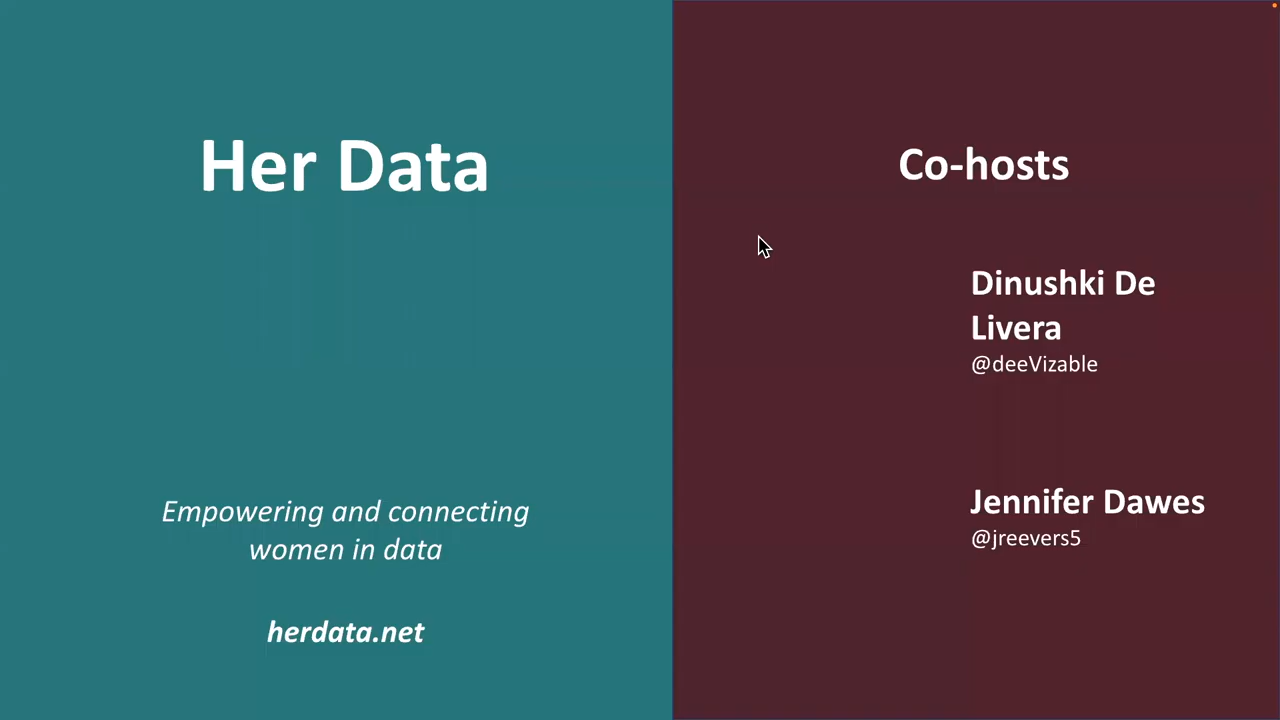 Her Data
Empowering and connecting
women in data
herdata.net
Co-hosts
Dinushki De
Livera
@deeVizable
Jennifer Dawes
@jreevers5